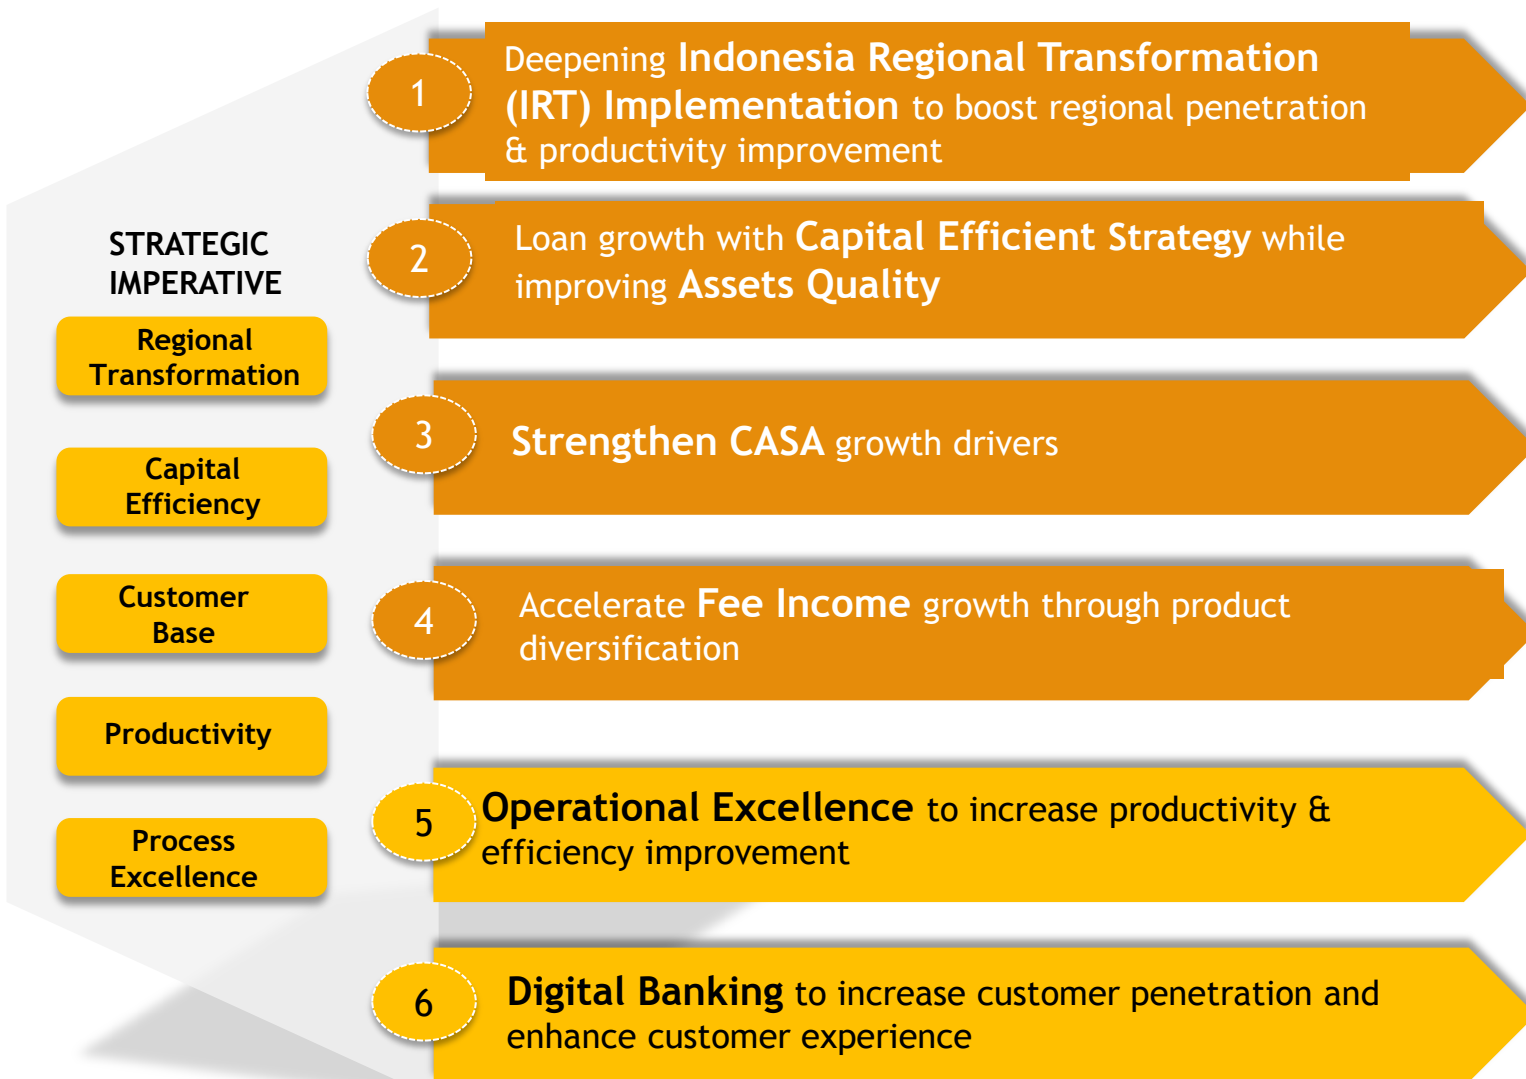 STRATEGIC
IMPERATIVE
Regional
Transformation
Capital
Efficiency
Customer
Base
Productivity
Process
Excellence
1
Deepening Indonesia Regional Transformation
(IRT) Implementation to boost regional penetration
& productivity improvement
2
Loan growth with Capital Efficient Strategy while
improving Assets Quality
3
Strengthen CASA growth drivers
4
Accelerate Fee Income growth through product
diversification
5
Operational Excellence to increase productivity &
efficiency improvement
6
Digital Banking to increase customer penetration and
enhance customer experience